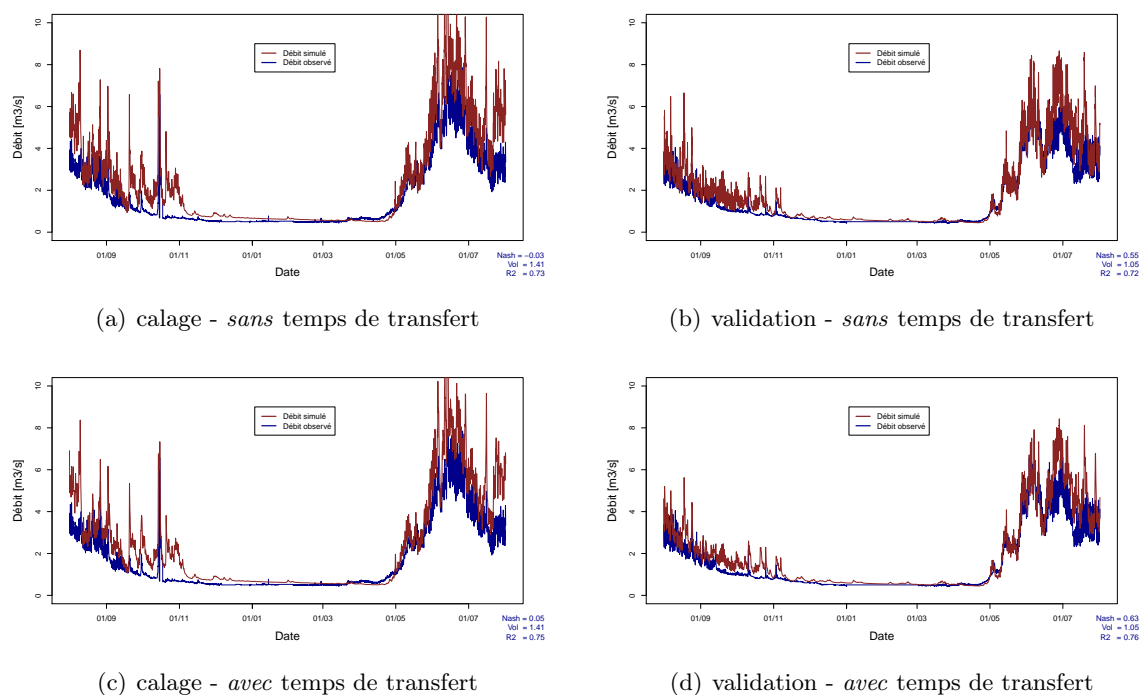 10
8
6
4
2
0
Débit [m3/s]
Débit simulé
Débit observé
01/09 01/11 01/01 01/03 01/05 01/07
Date
Nash = −0.03
Vol = 1.41
R2 = 0.73
(a) calage - sans temps de transfert
10
8
6
4
2
0
Débit [m3/s]
Débit simulé
Débit observé
01/09 01/11 01/01 01/03 01/05 01/07
Date
Nash = 0.55
Vol = 1.05
R2 = 0.72
(b) validation - sans temps de transfert
10
8
6
4
2
0
Débit [m3/s]
Débit simulé
Débit observé
01/09 01/11 01/01 01/03 01/05 01/07
Date
Nash = 0.05
Vol = 1.41
R2 = 0.75
(c) calage - avec temps de transfert
10
8
6
4
2
0
Débit [m3/s]
Débit simulé
Débit observé
01/09 01/11 01/01 01/03 01/05 01/07
Date
Nash = 0.63
Vol = 1.05
R2 = 0.76
(d) validation - avec temps de transfert